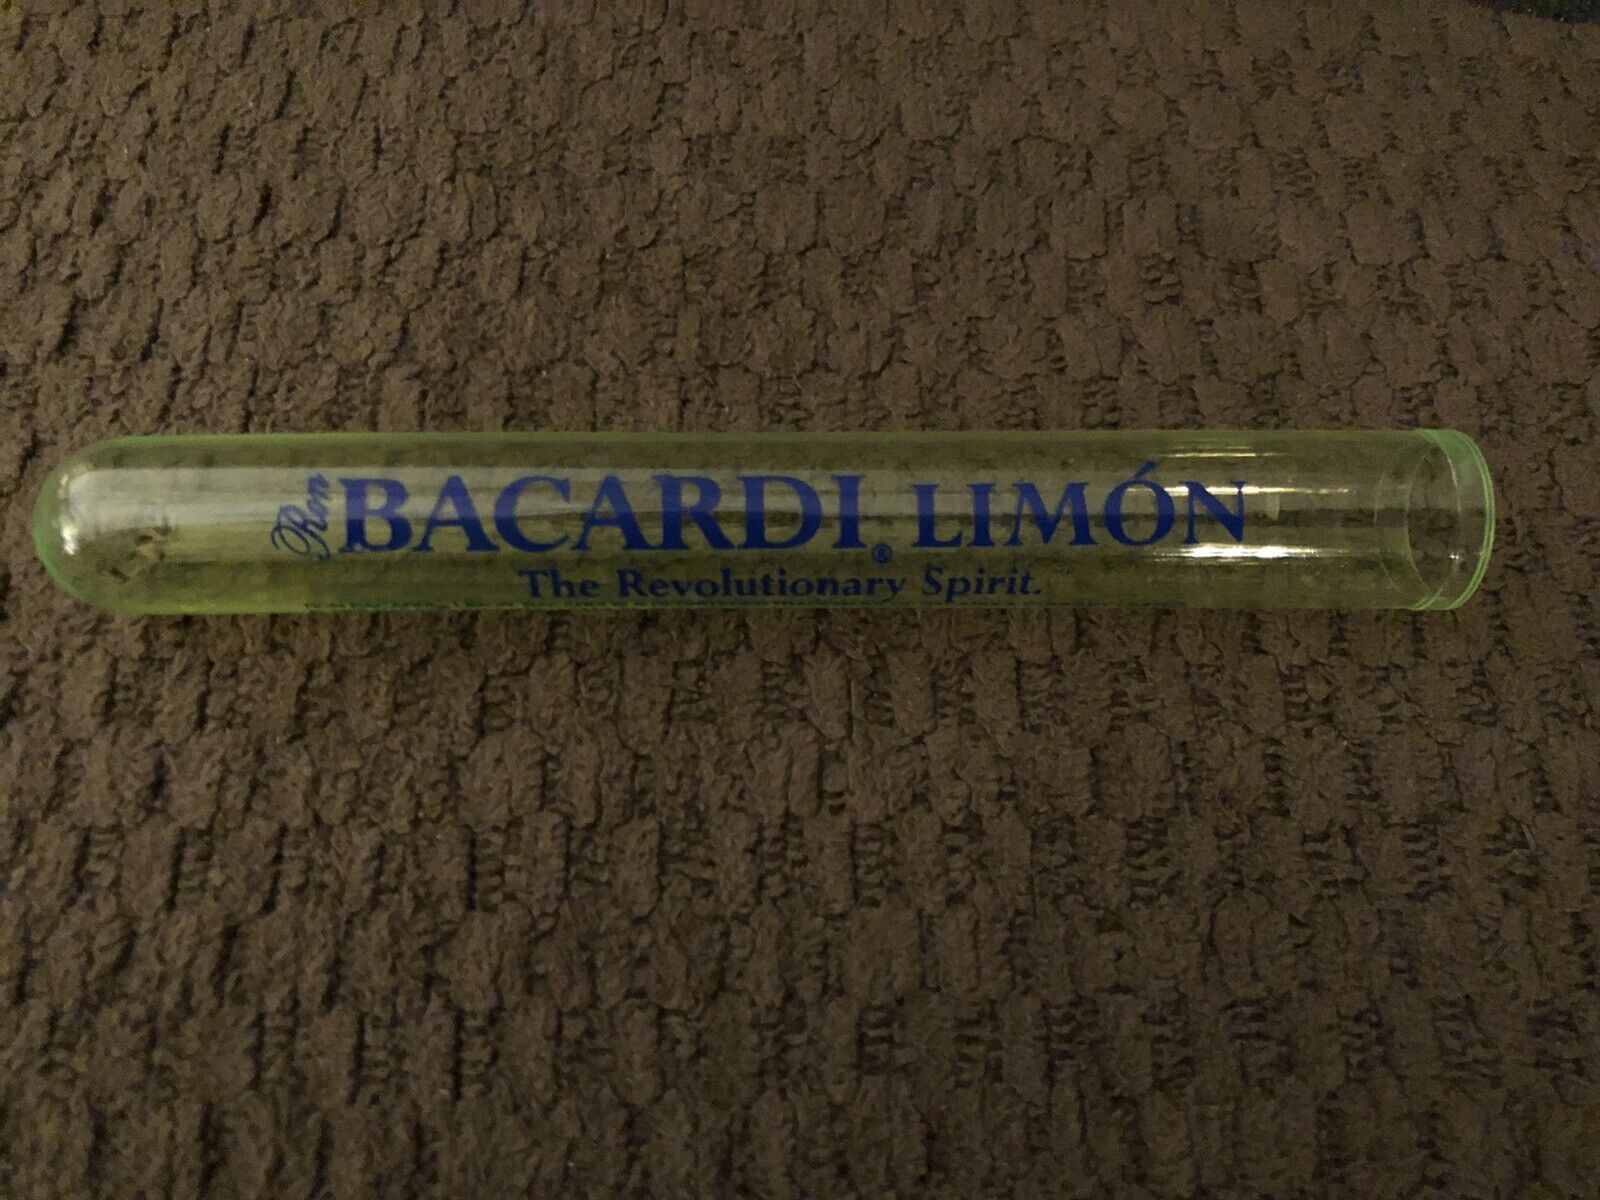 Ron BACARDI® LIMÓN
The Revolutionary Spirit.